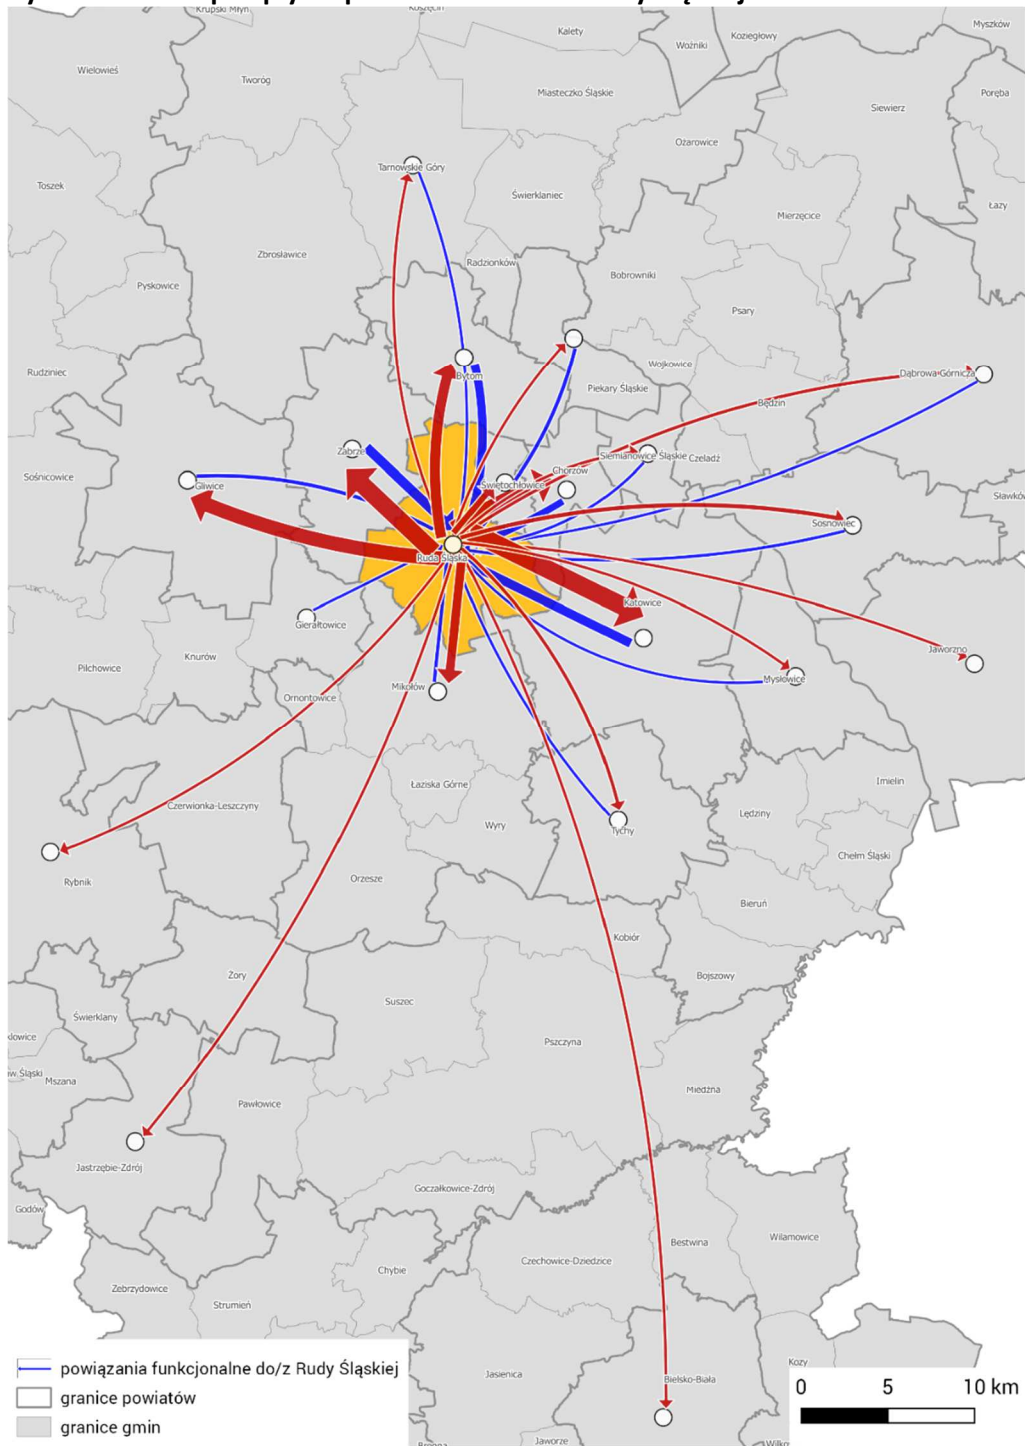 Krupski Młyn
Koszęcin
Kalety
Woźniki
Koziegłowy
Myszków
Wielowieś
Tworóg
Miasteczko Śląskie
Siewierz
Poręba
Ożarowice
Tarnowskie Góry
Toszek
Świerklaniec
Łazy
Mierzęcice
Zbrosławice
Radzionków
Bobrowniki
Pyskowice
Psary
Rudziniec
Wojkowice
Bytom
Dąbrowa Górnicza
Piekary Śląskie
Będzin
Zabrze
Siemianowice Śląskie
Czeladź
Chorzów
Sośnicowice
Gliwice
Świętochłowice
Sławków
Sosnowiec
Ruda Śląska
Katowice
Gierałtowice
Jaworzno
Knurów
Pilchowice
Mikołów
Mysłowice
Ornontowice
Łaziska Górne
Imielin
Czerwionka-Leszczyny
Wyry
Lędziny
Tychy
Chełm Śląski
Rybnik
Orzesze
Bieruń
Kobiór
Żory
Bojszowy
Suszec
Świerklany
Pszczyna
Mszana
Miedźna
Pawłowice
Jastrzębie-Zdrój
Goczałkowice-Zdrój
Godów
Wilamowice
Bestwina
Czechowice-Dziedzice
Chybie
Zebrzydowice
Strumień
Kozy
Jasienica
Bielsko-Biała
Jaworze
powiązania funkcjonalne do/z Rudy Śląskiej
granice powiatów
granice gmin
0 5 10 km